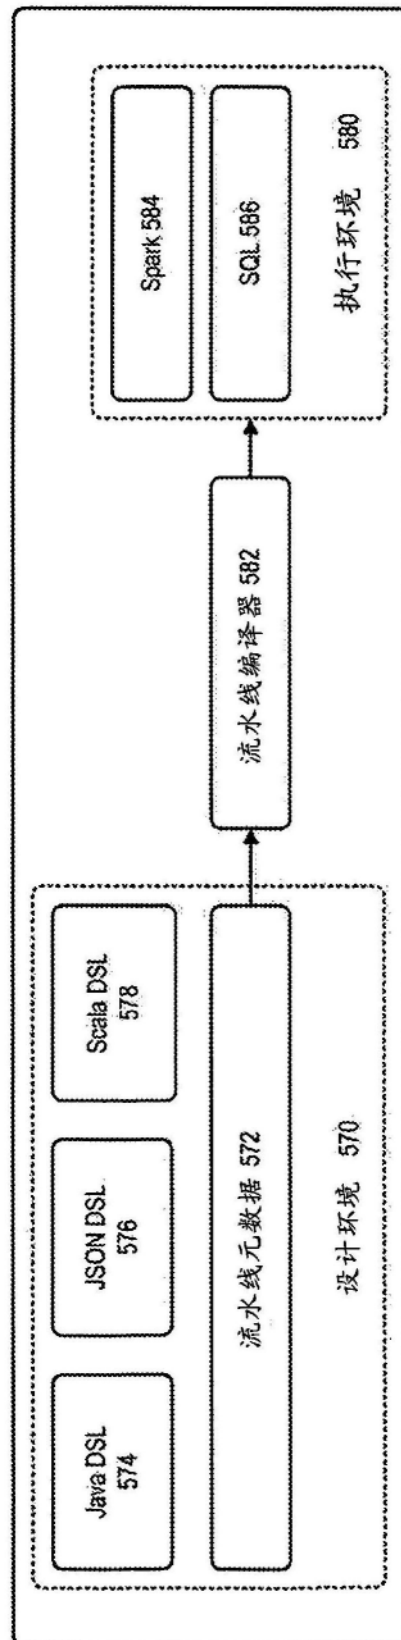 Java DSL
574
JSON DSL
576
Scala DSL
578
流水线元数据 572
设计环境 570
流水线编译器 582
Spark 584
SQL 586
执行环境 580